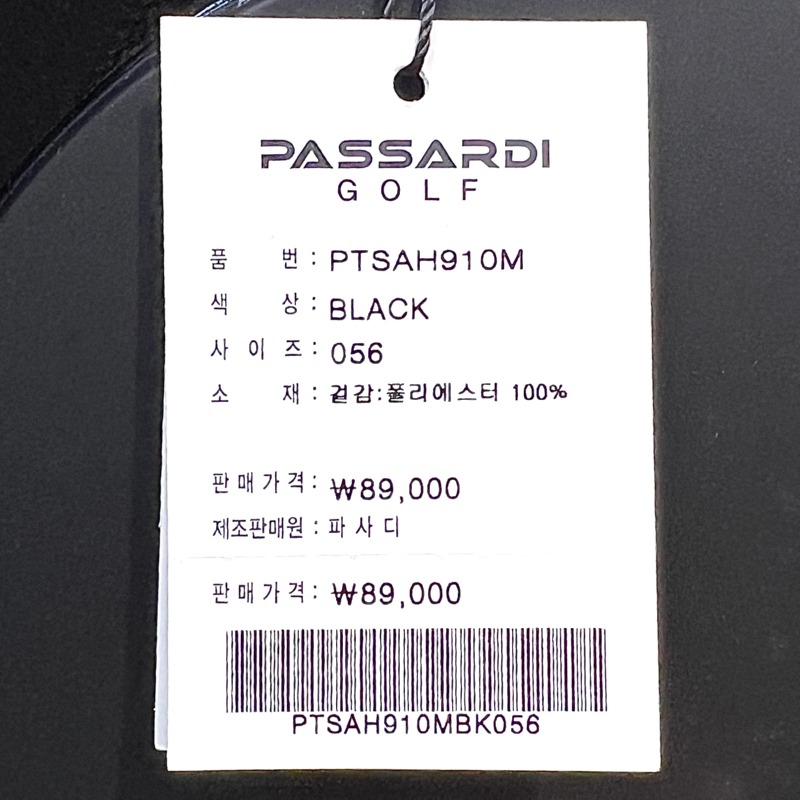 PASSARDI
GOLF
품 번 : PTSAH910M
색 상 : BLACK
사 이 즈 : 056
소 재 : 겉감:폴리에스터 100%
판 매 가 격 : ₩89,000
제조판매원 : 파 사 디
판 매 가 격 : ₩89,000
PTSAH910MBK056